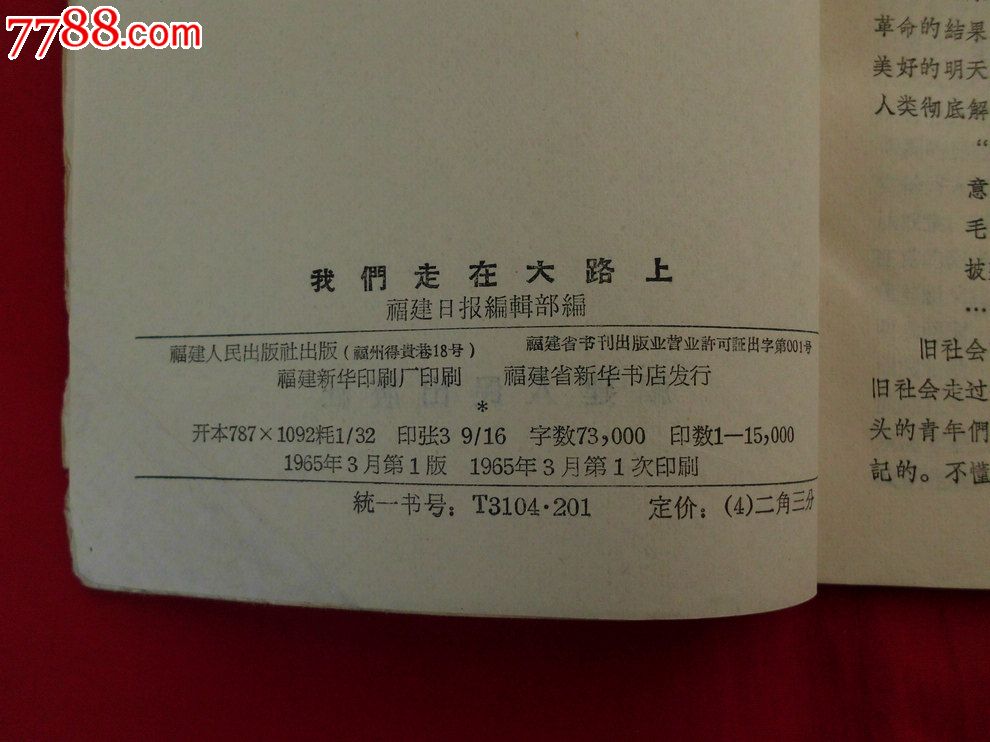 7788.com
我們走在大路上
福建日报編輯部編
福建人民出版社出版（福州得貴巷18号） 福建省书刊出版业营业許可証出字第001号
福建新华印刷厂印刷 福建省新华书店发行
*
开本787×1092粍1/32 印张3 9/16 字数73,000 印数1—15,000
1965年3月第1版 1965年3月第1次印刷
統一书号：T3104·201 定价：(4)二角三分
革命的結果
美好的明天
人类彻底解
“
意
毛
披
…
旧社会
旧社会走过
头的青年們
記的。不懂